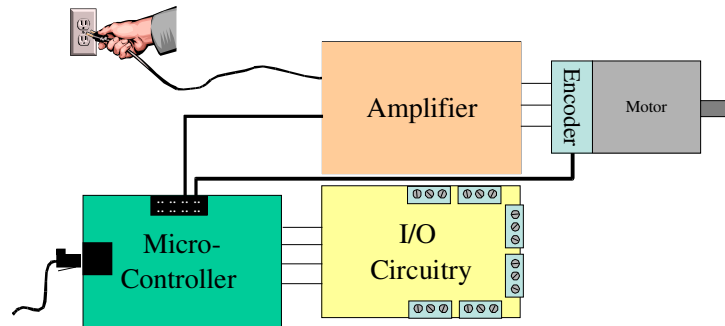 Amplifier
Encoder
Motor
Micro-
Controller
I/O
Circuitry